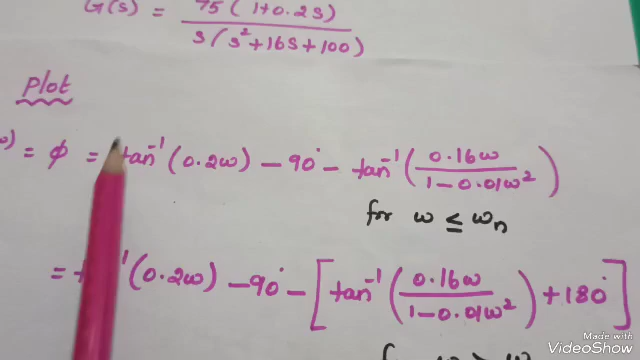 G(s) = 75 (1+0.2s) / s(s²+16s+100)
Plot
= φ = tan⁻¹(0.2ω) − 90° − tan⁻¹(0.16ω / 1−0.01ω²)
for ω ≤ ωn
= (0.2ω) − 90° − [tan⁻¹(0.16ω / 1−0.01ω²) + 180°]
Made with
VideoShow